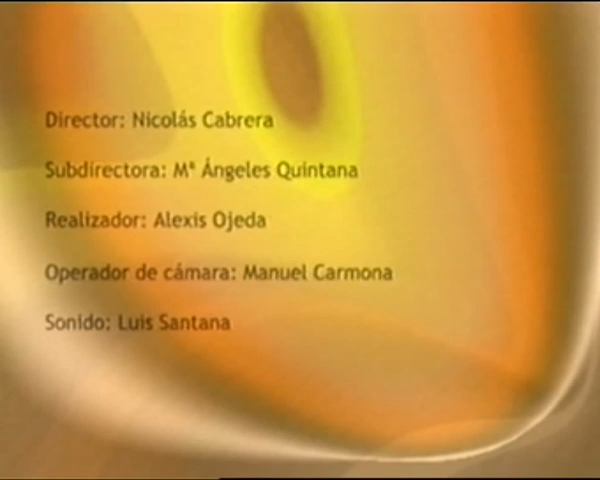 Director: Nicolás Cabrera
Subdirectora: Mª Ángeles Quintana
Realizador: Alexis Ojeda
Operador de cámara: Manuel Carmona
Sonido: Luis Santana